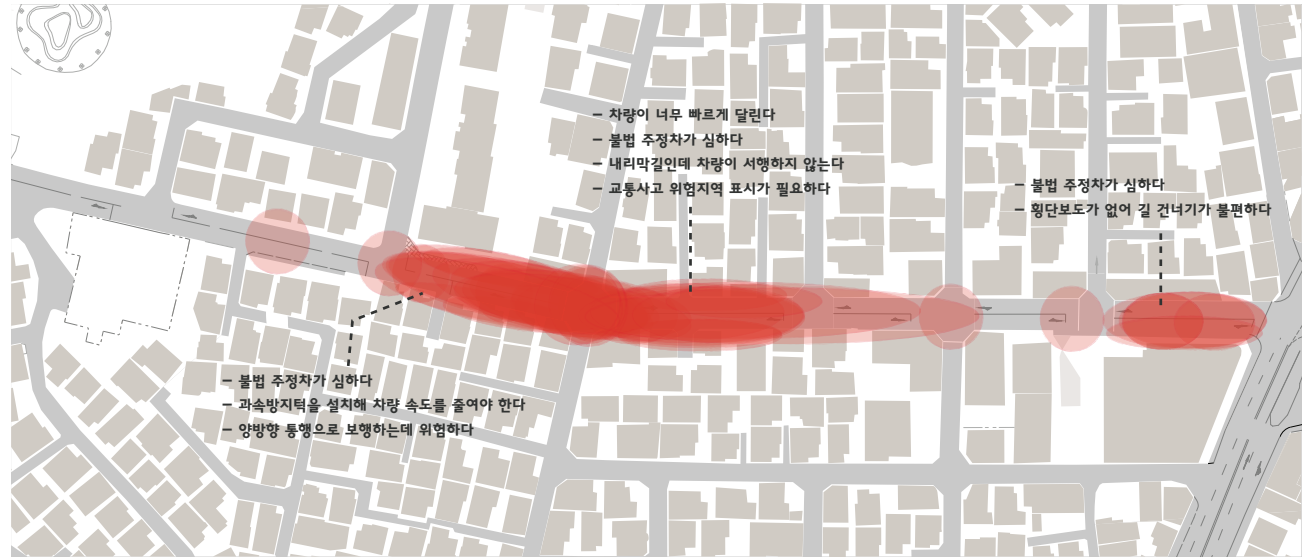 – 차량이 너무 빠르게 달린다
– 불법 주정차가 심하다
– 내리막길인데 차량이 서행하지 않는다
– 교통사고 위험지역 표시가 필요하다
– 불법 주정차가 심하다
– 횡단보도가 없어 길 건너기가 불편하다
– 불법 주정차가 심하다
– 과속방지턱을 설치해 차량 속도를 줄여야 한다
– 양방향 통행으로 보행하는데 위험하다